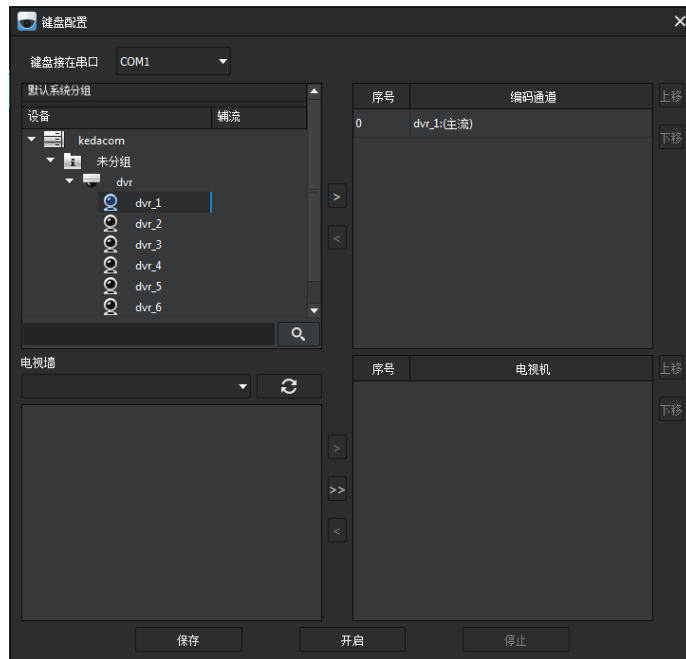 键盘配置
键盘接在串口 COM1
默认系统分组
设备 辅流
kedacom
未分组
dvr
dvr_1
dvr_2
dvr_3
dvr_4
dvr_5
dvr_6
>
<
序号 编码通道
0 dvr_1:(主流)
上移
下移
电视墙
>
>>
<
序号 电视机
上移
下移
保存 开启 停止